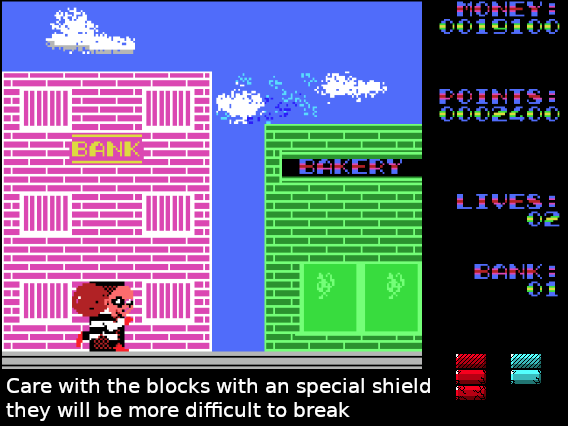 MONEY:
0019100
POINTS:
0002400
LIVES:
02
BANK:
01
BANK
BAKERY
Care with the blocks with an special shield
they will be more difficult to break